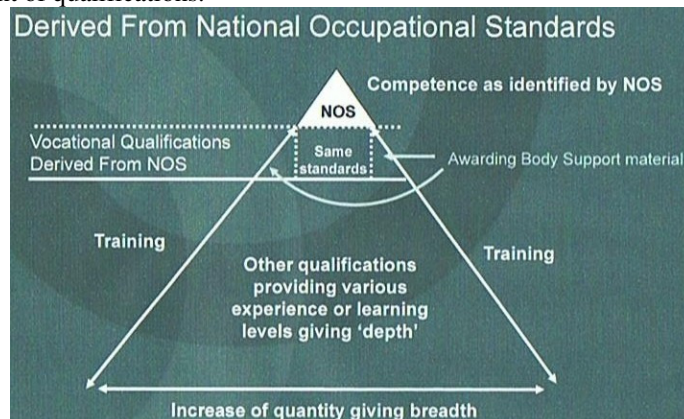 Derived From National Occupational Standards
Competence as identified by NOS
NOS
Vocational Qualifications
Derived From NOS
Same
standards
Awarding Body Support material
Training
Training
Other qualifications
providing various
experience or learning
levels giving ‘depth’
Increase of quantity giving breadth